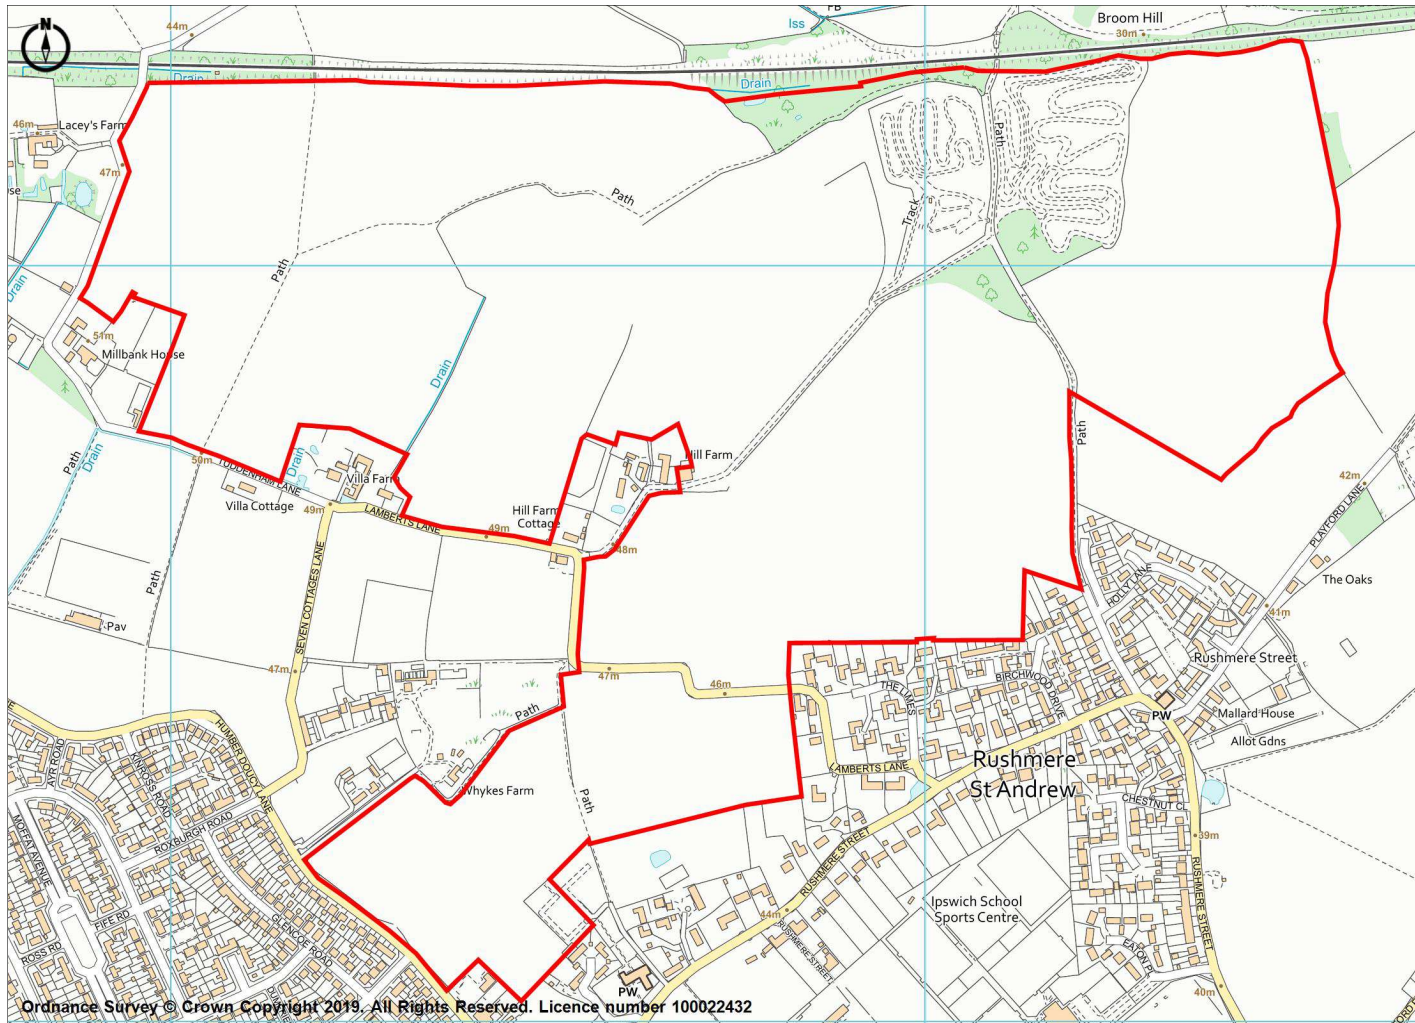 N
44m
Iss
FB
Broom Hill
30m
Drain
Drain
46m
Lacey's Farm
47m
Path
Path
Track
Path
Drain
51m
Millbank House
Drain
Path
Drain
50m
TUDDENHAM LANE
Drain
Villa Farm
Villa Cottage
49m
LAMBERTS LANE
49m
Hill Farm
Cottage
Hill Farm
48m
Path
42m
PLAYFORD LANE
The Oaks
HOLLY LANE
41m
Rushmere Street
SEVEN COTTAGES LANE
Path
Pav
47m
47m
46m
THE LIMES
BIRCHWOOD DRIVE
PW
Mallard House
Allot Gdns
Path
Whykes Farm
Path
LAMBERTS LANE
Rushmere
St Andrew
CHESTNUT CL
39m
RUSHMERE STREET
HUMBER DOUCY LANE
AYR ROAD
KINROSS ROAD
ROXBURGH ROAD
MOFFAT AVENUE
FIFE RD
ROSS RD
GLENCOE ROAD
RUSHMERE STREET
44m
RUSHMERE STREET
Ipswich School
Sports Centre
EATON PL
40m
PW
Ordnance Survey © Crown Copyright 2019. All Rights Reserved. Licence number 100022432